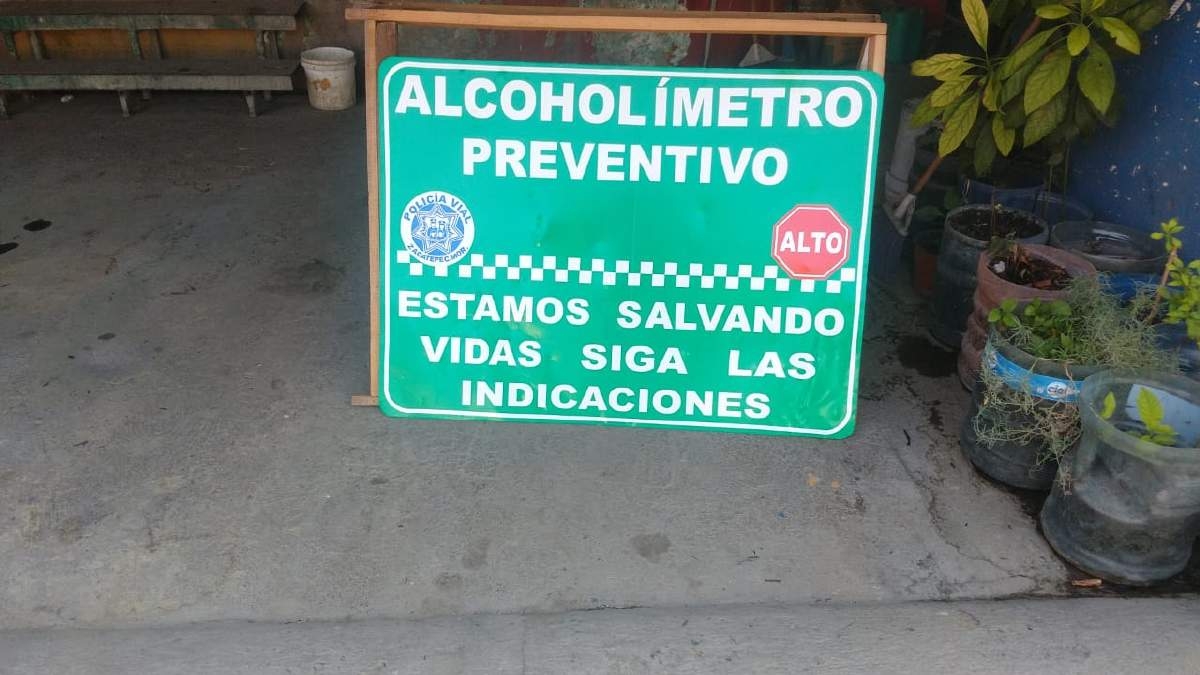 ALCOHOLÍMETRO
PREVENTIVO
POLICÍA VIAL
ZACATEPEC, MOR.
ALTO
ESTAMOS SALVANDO
VIDAS SIGA LAS
INDICACIONES